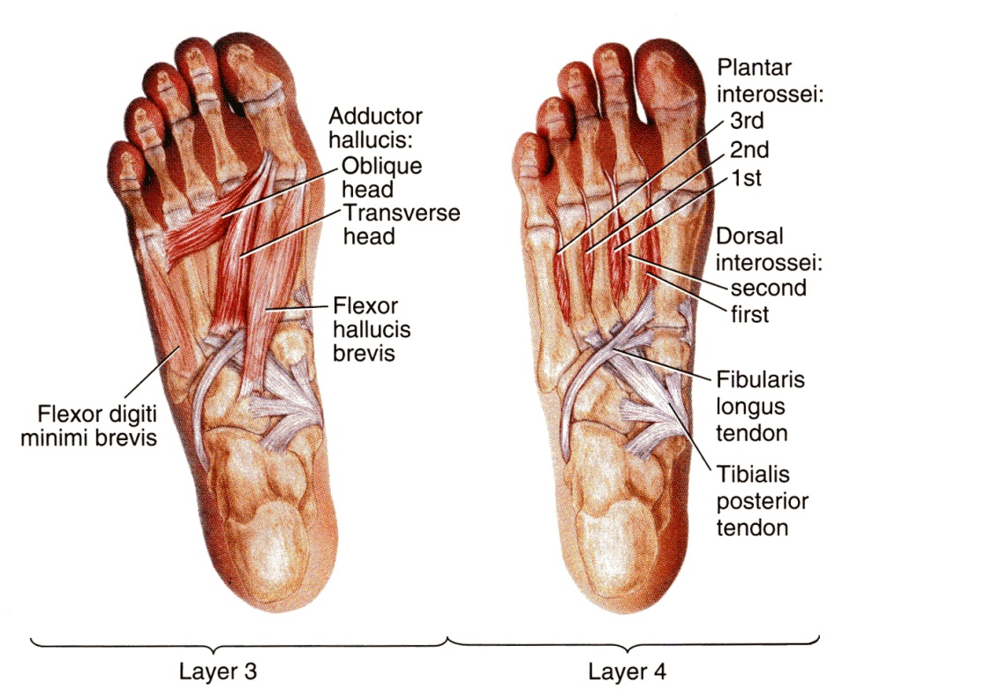 Adductor
hallucis:
Oblique
head
Transverse
head
Flexor
hallucis
brevis
Flexor digiti
minimi brevis
Layer 3
Plantar
interossei:
3rd
2nd
1st
Dorsal
interossei:
second
first
Fibularis
longus
tendon
Tibialis
posterior
tendon
Layer 4